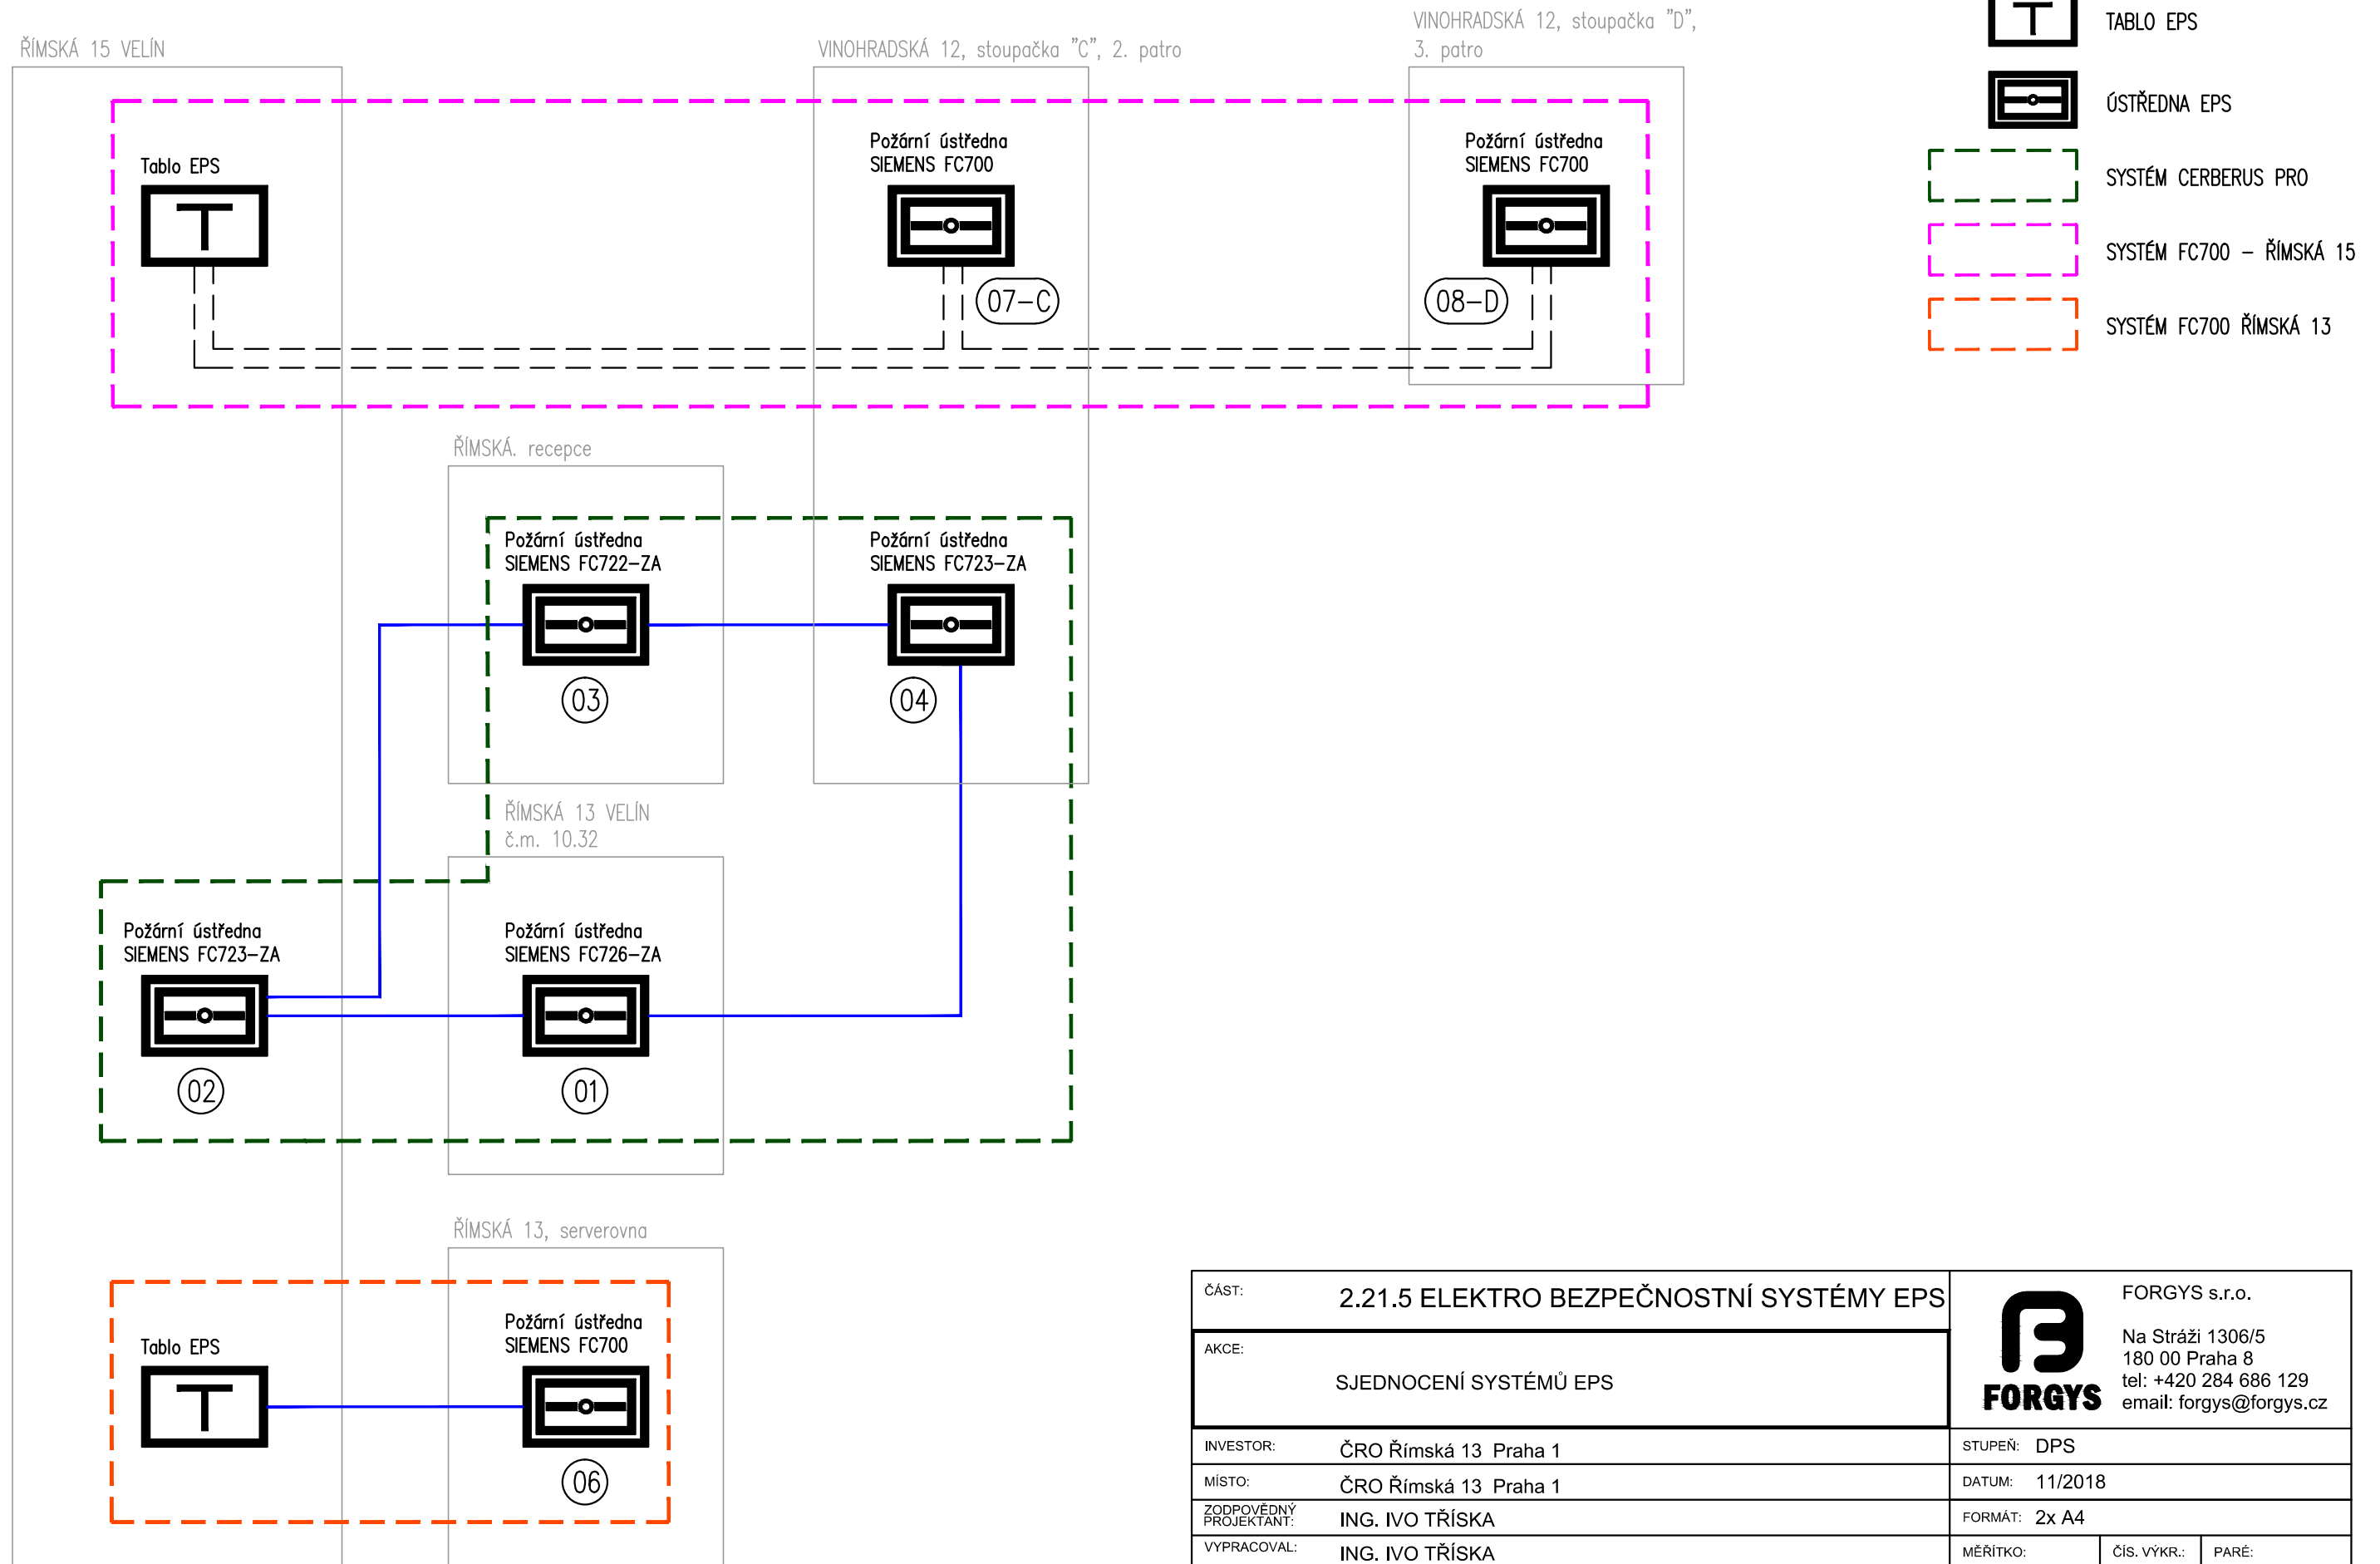 ŘÍMSKÁ 15 VELÍN
VINOHRADSKÁ 12, stoupačka "C", 2. patro
VINOHRADSKÁ 12, stoupačka "D",
3. patro
TABLO EPS
ÚSTŘEDNA EPS
SYSTÉM CERBERUS PRO
SYSTÉM FC700 – ŘÍMSKÁ 15
SYSTÉM FC700 ŘÍMSKÁ 13
Tablo EPS
Požární ústředna
SIEMENS FC700
07-C
Požární ústředna
SIEMENS FC700
08-D
ŘÍMSKÁ. recepce
Požární ústředna
SIEMENS FC722-ZA
03
Požární ústředna
SIEMENS FC723-ZA
04
ŘÍMSKÁ 13 VELÍN
č.m. 10.32
Požární ústředna
SIEMENS FC723-ZA
02
Požární ústředna
SIEMENS FC726-ZA
01
ŘÍMSKÁ 13, serverovna
Tablo EPS
Požární ústředna
SIEMENS FC700
06
ČÁST: 2.21.5 ELEKTRO BEZPEČNOSTNÍ SYSTÉMY EPS
AKCE:
SJEDNOCENÍ SYSTÉMŮ EPS
INVESTOR: ČRO Římská 13 Praha 1
MÍSTO: ČRO Římská 13 Praha 1
ZODPOVĚDNÝ
PROJEKTANT: ING. IVO TŘÍSKA
VYPRACOVAL: ING. IVO TŘÍSKA
FORGYS
FORGYS s.r.o.
Na Stráži 1306/5
180 00 Praha 8
tel: +420 284 686 129
email: forgys@forgys.cz
STUPEŇ: DPS
DATUM: 11/2018
FORMÁT: 2x A4
MĚŘÍTKO: ČÍS. VÝKR.: PARÉ: